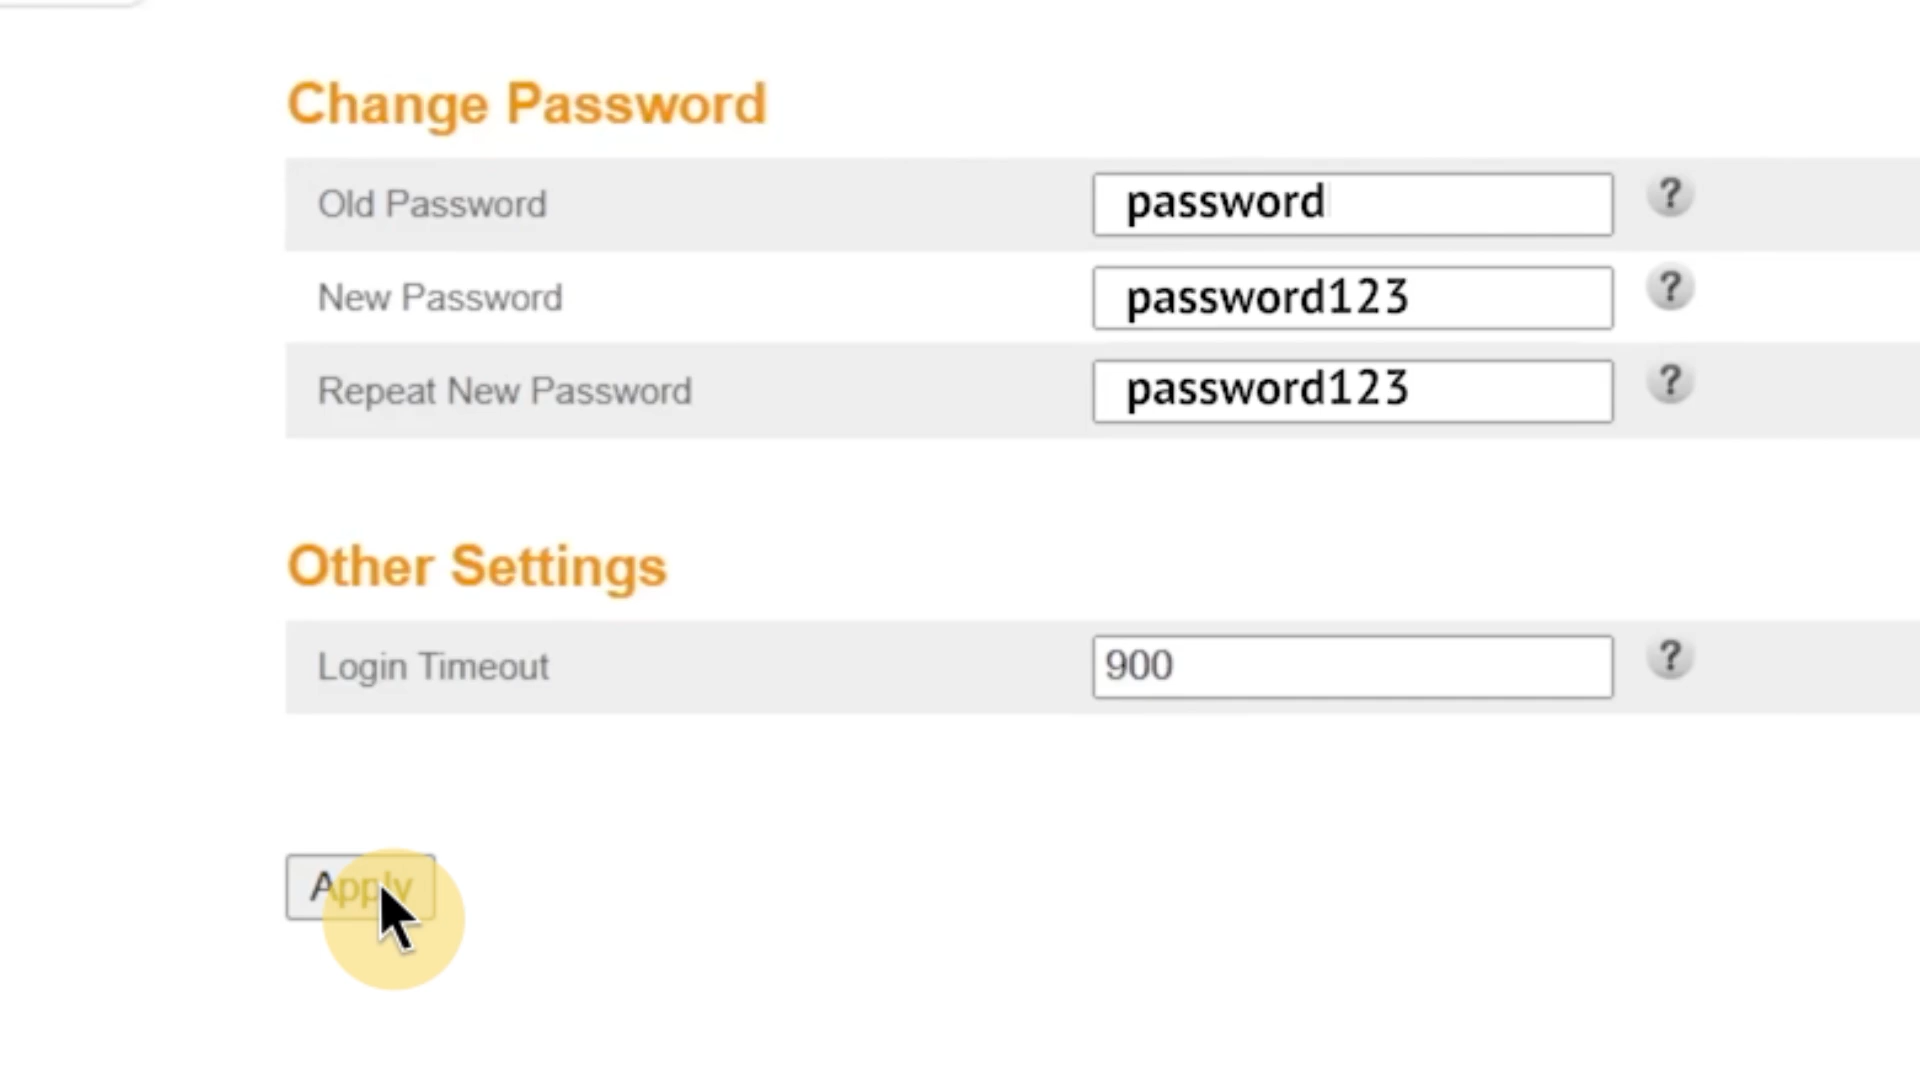 Change Password
Old Password password ?
New Password password123 ?
Repeat New Password password123 ?
Other Settings
Login Timeout 900 ?
Apply